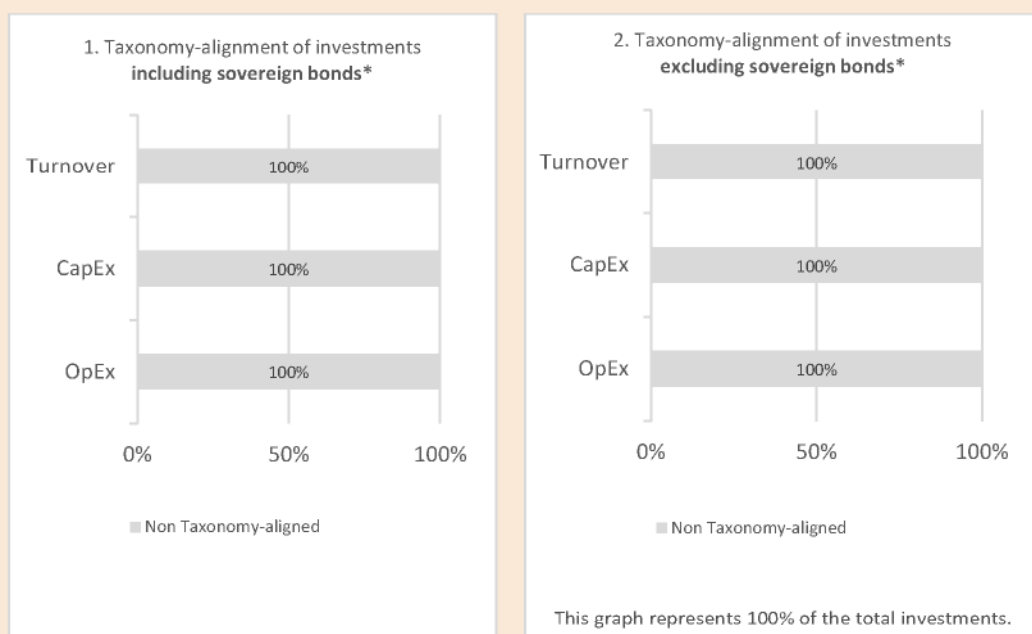 1. Taxonomy-alignment of investments
including sovereign bonds*
Turnover
100%
CapEx
100%
OpEx
100%
0%
50%
100%
Non Taxonomy-aligned
2. Taxonomy-alignment of investments
excluding sovereign bonds*
Turnover
100%
CapEx
100%
OpEx
100%
0%
50%
100%
Non Taxonomy-aligned
This graph represents 100% of the total investments.